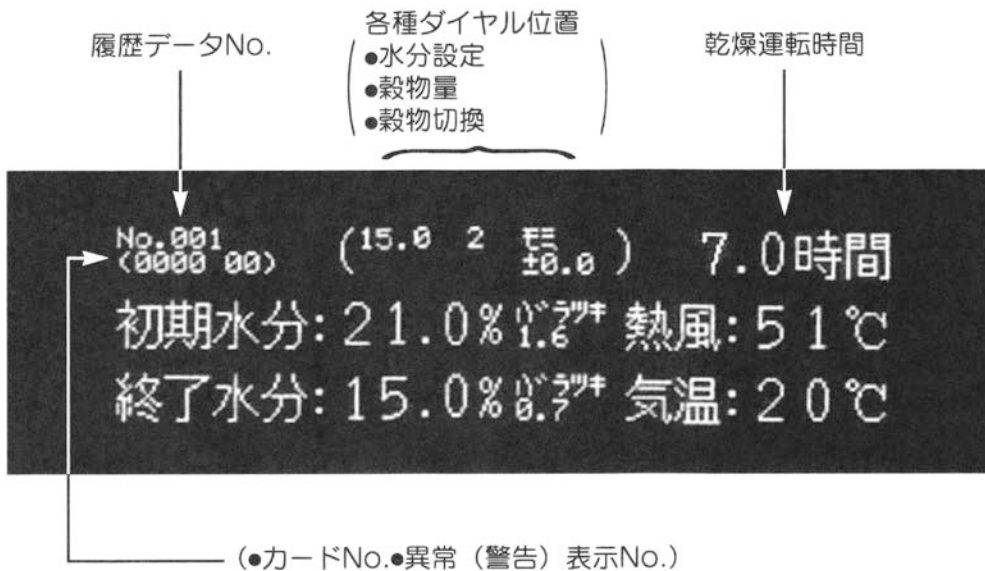 各種ダイヤル位置
履歴データNo.
●水分設定
●穀物量
●穀物切換
乾燥運転時間
No.001 (15.0 2 モミ 7.0時間
(0000 00) ±0.0)
初期水分:21.0% バラツキ 熱風:51℃
1.6
終了水分:15.0% バラツキ 気温:20℃
0.7
(●カードNo.●異常(警告)表示No.)